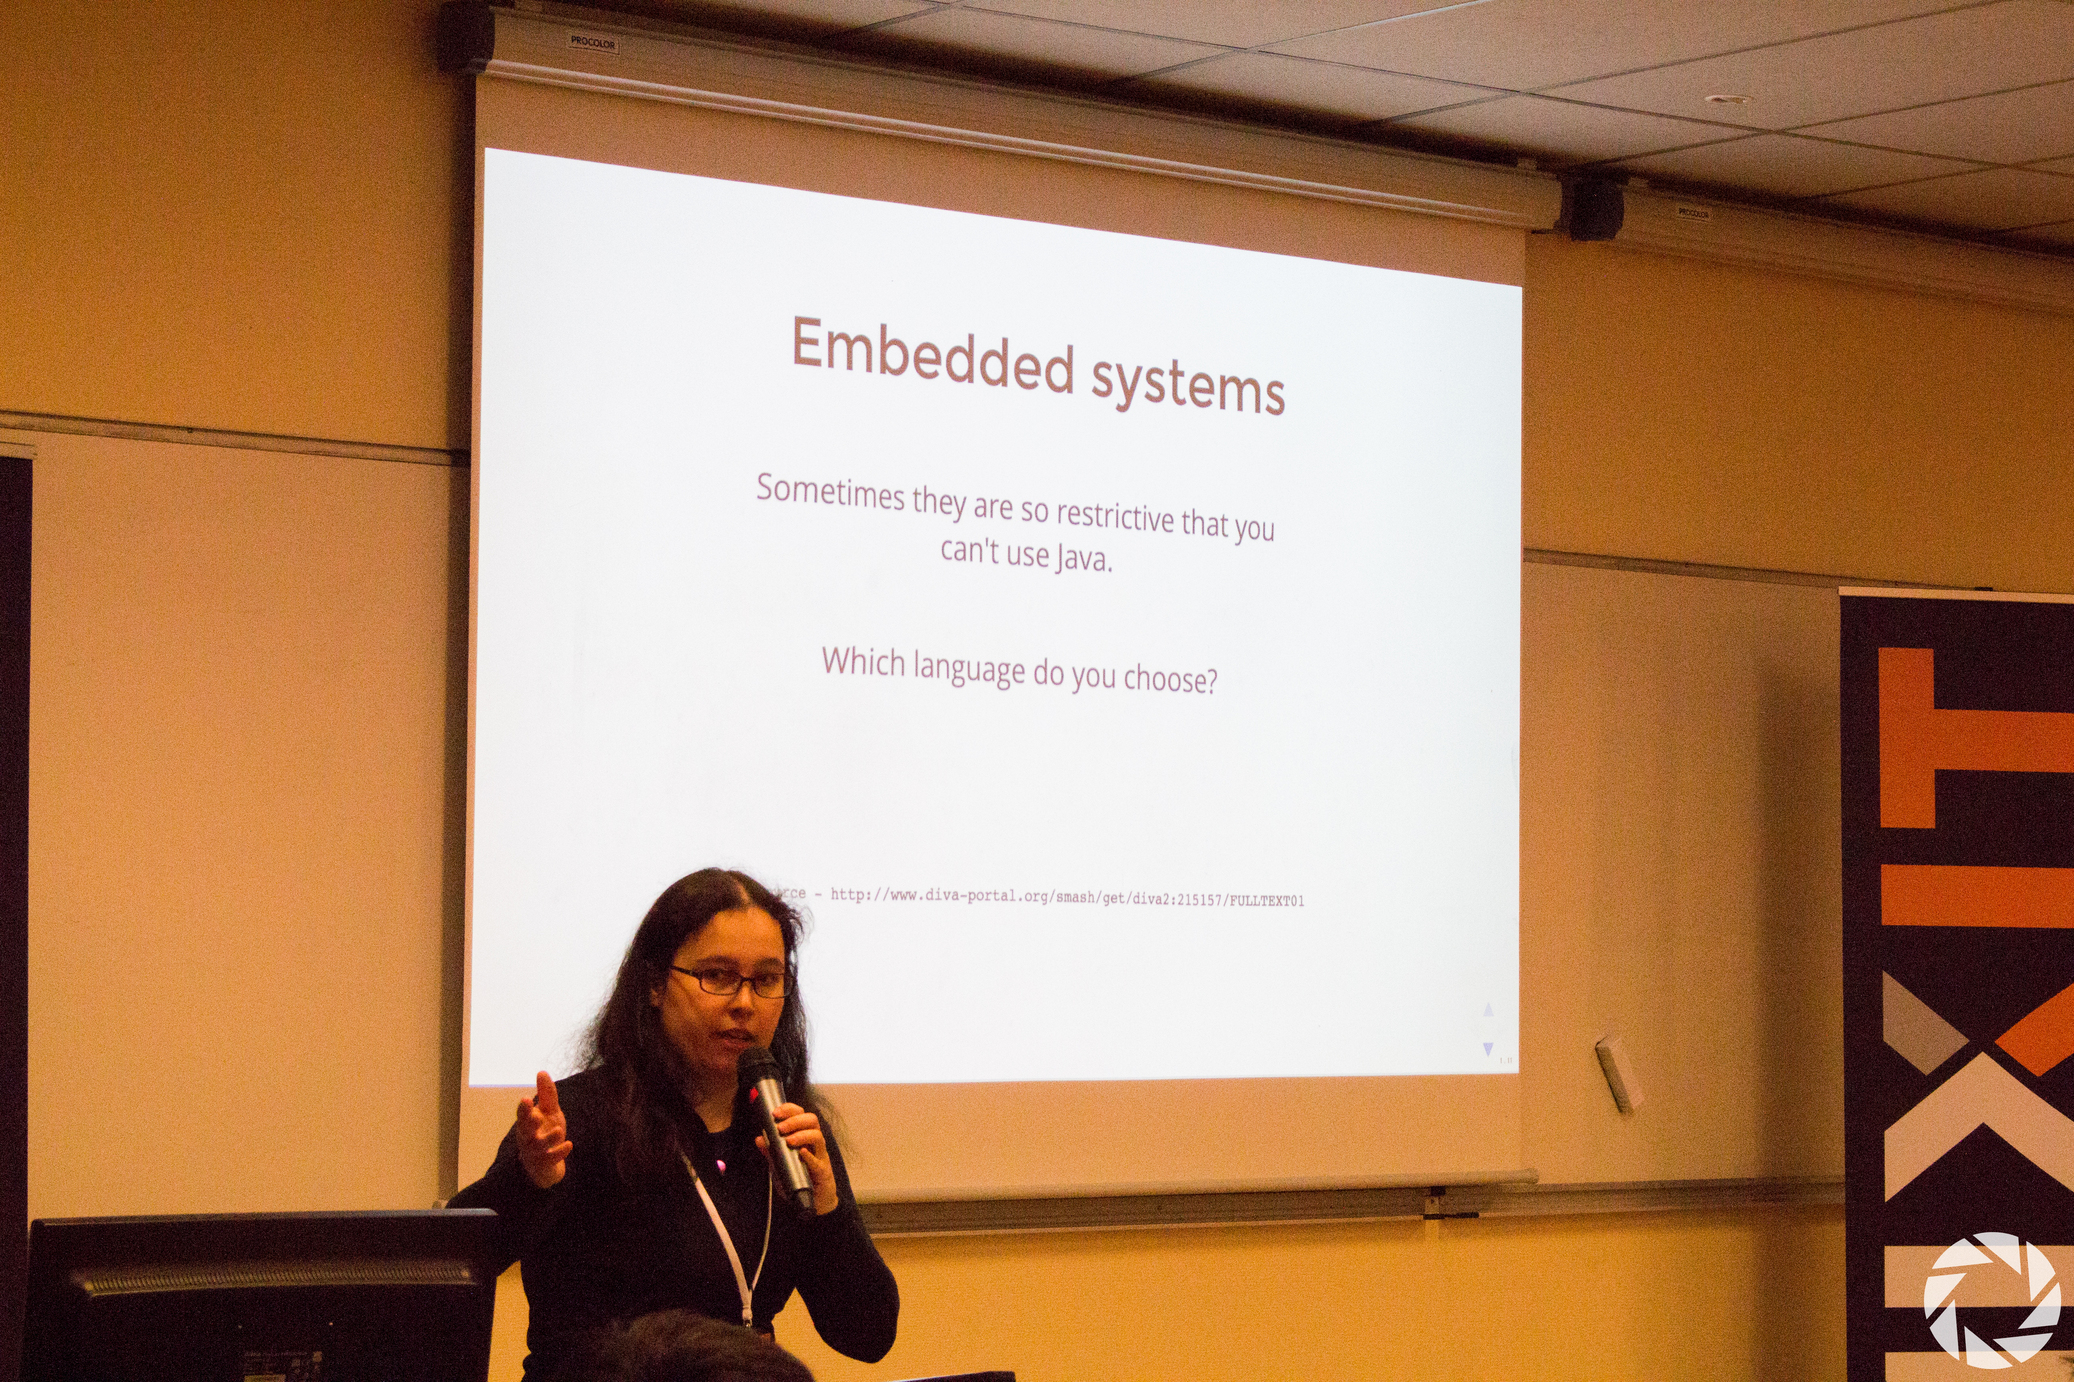 PROCOLOR
PROCOLOR
Embedded systems
Sometimes they are so restrictive that you
can't use Java.
Which language do you choose?
- http://www.diva-portal.org/smash/get/diva2:215157/FULLTEXT01